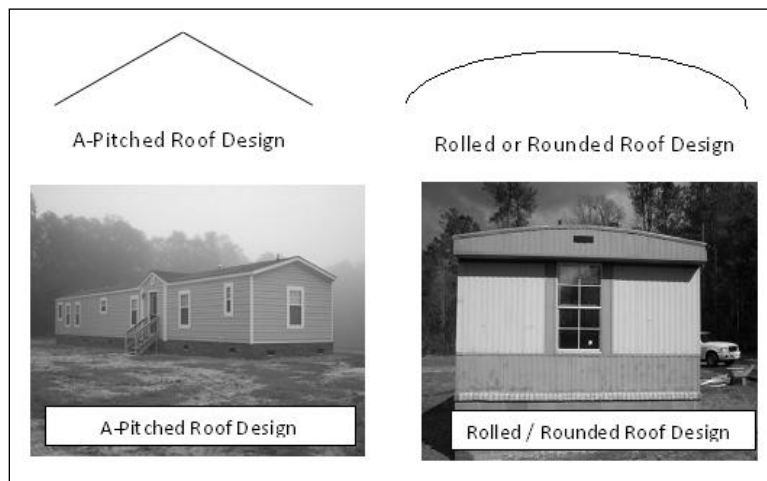 A-Pitched Roof Design
Rolled or Rounded Roof Design
A-Pitched Roof Design
Rolled / Rounded Roof Design